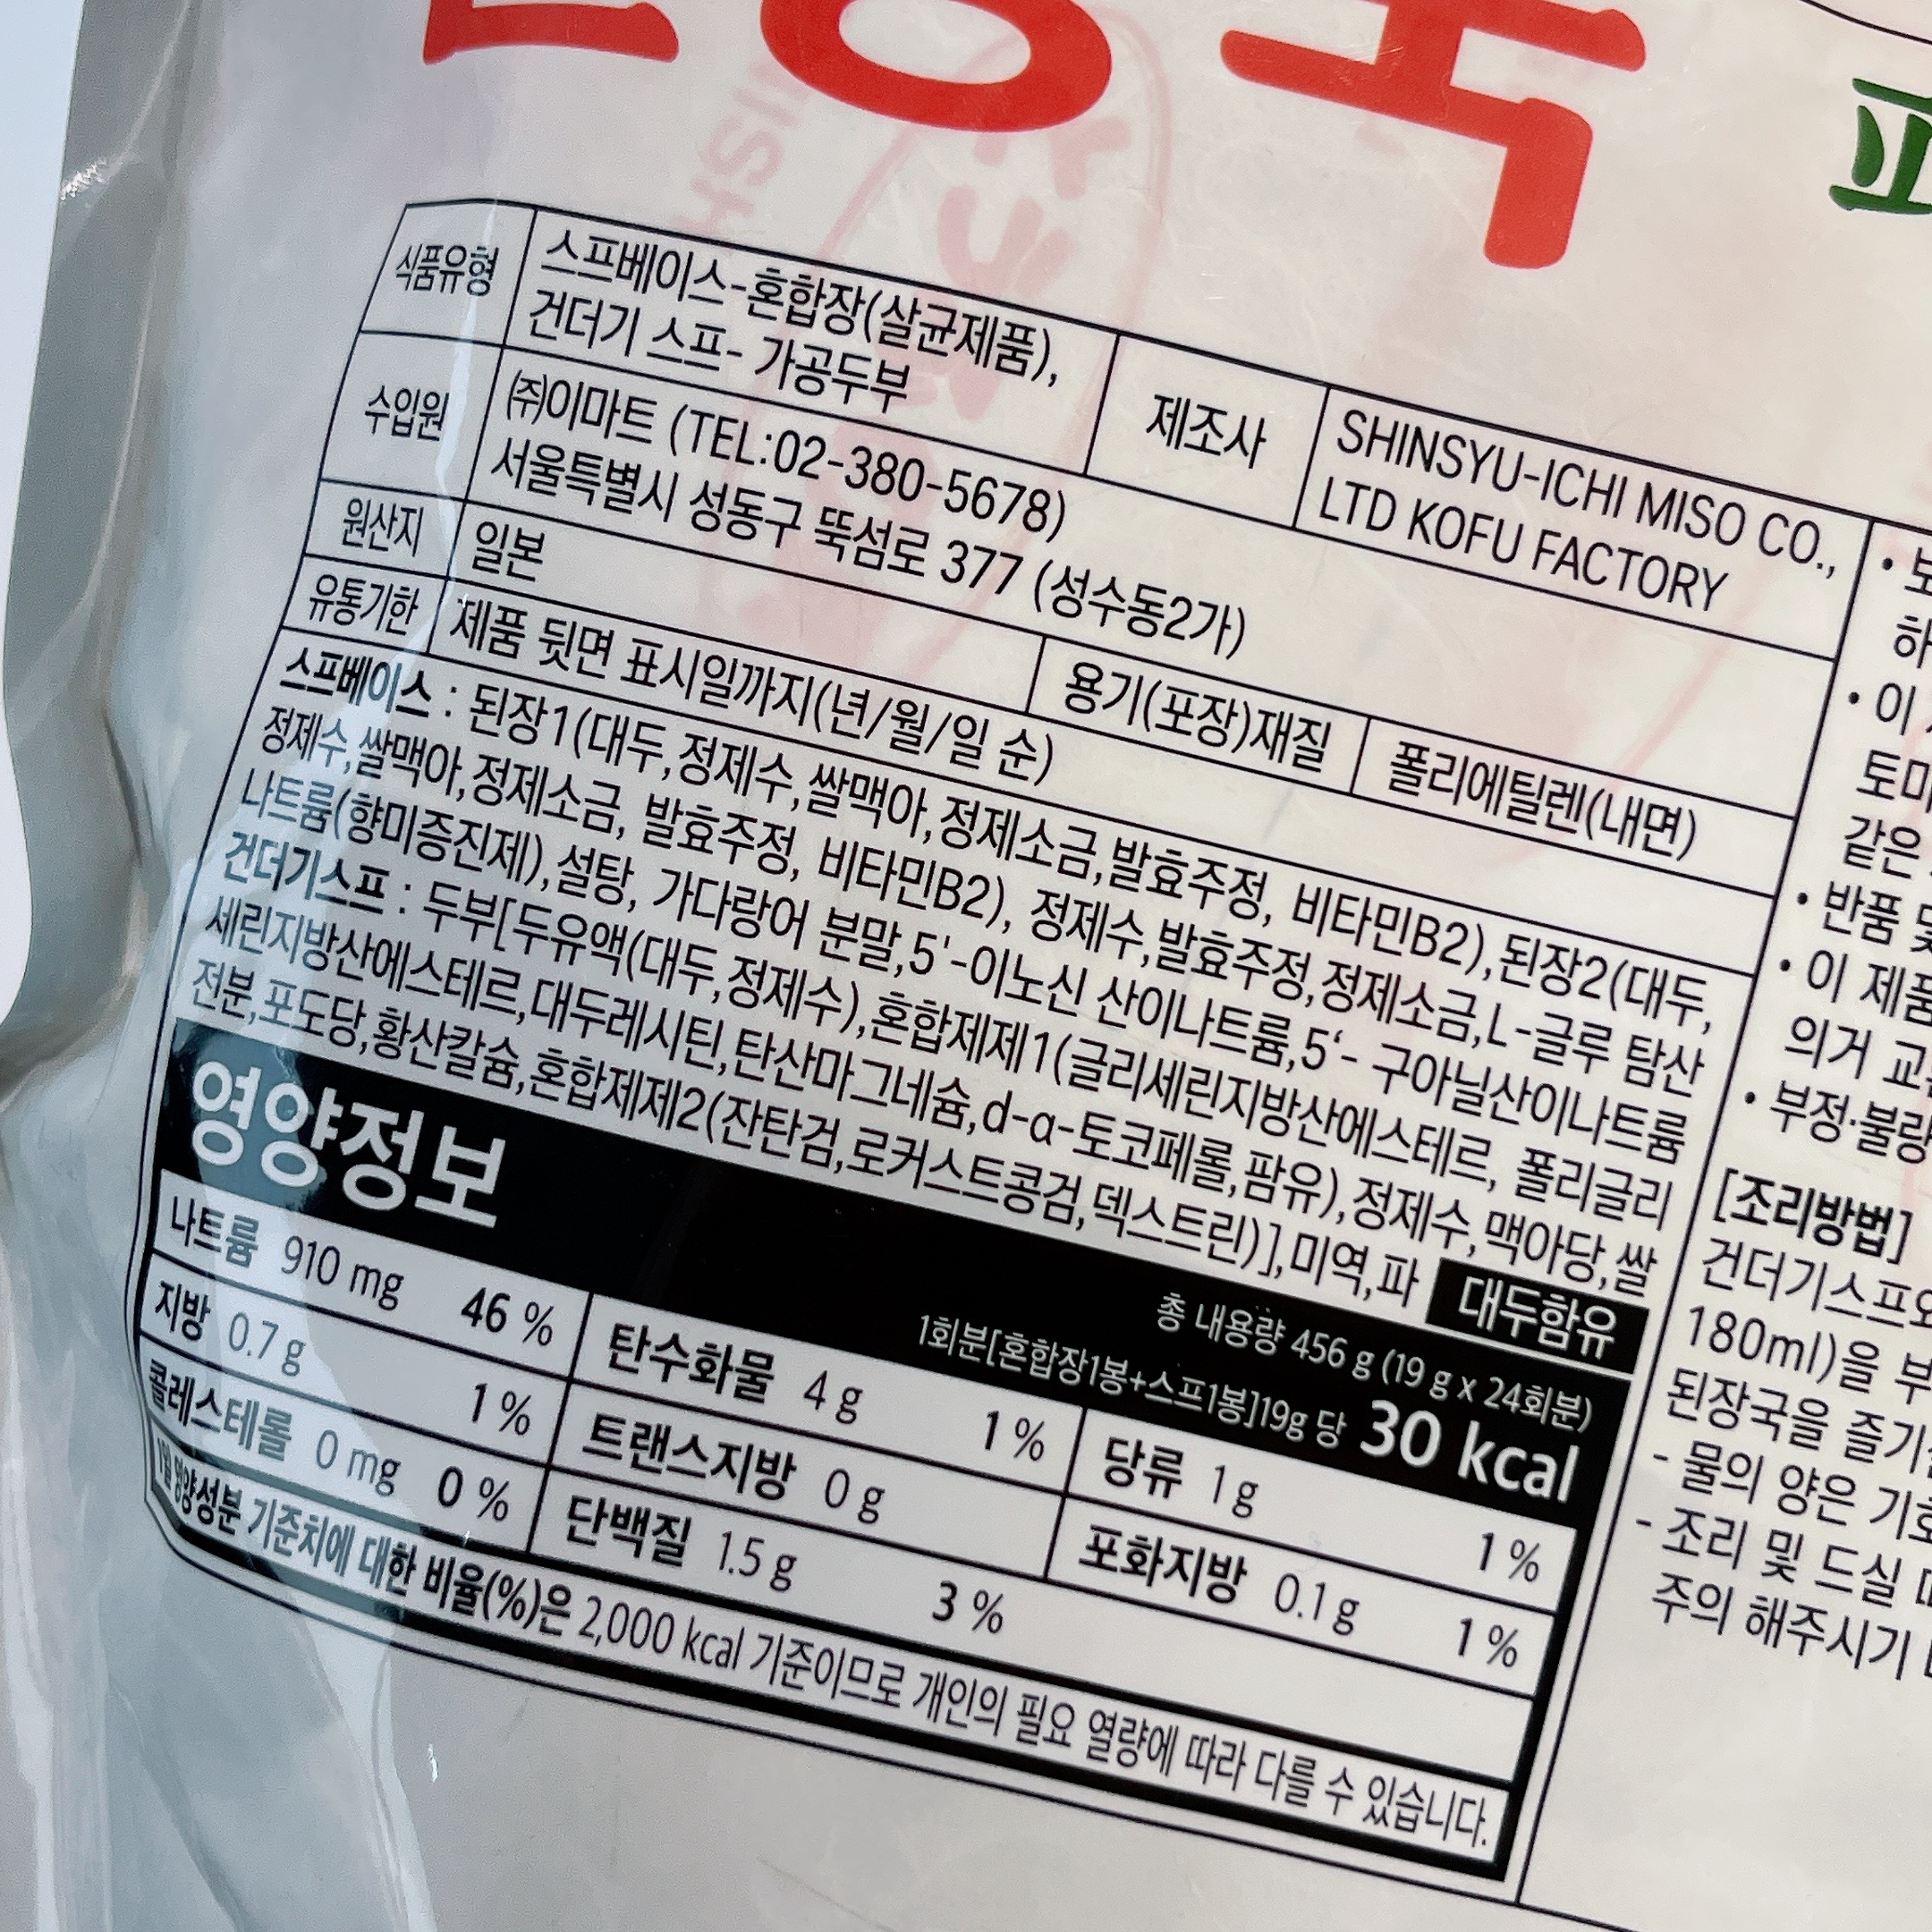 국
식품유형
스프베이스-혼합장(살균제품),
건더기 스프- 가공두부
제조사
SHINSYU-ICHI MISO CO.,
LTD KOFU FACTORY
수입원
㈜이마트 (TEL:02-380-5678)
서울특별시 성동구 뚝섬로 377 (성수동2가)
원산지
일본
유통기한
제품 뒷면 표시일까지(년/월/일 순)
용기(포장)재질
폴리에틸렌(내면)
스프베이스 : 된장1(대두,정제수,쌀맥아,정제소금,발효주정, 비타민B2),된장2(대두,
정제수,쌀맥아,정제소금, 발효주정, 비타민B2), 정제수,발효주정,정제소금,L-글루 탐산
나트륨(향미증진제),설탕, 가다랑어 분말,5'-이노신 산이나트륨,5‘- 구아닐산이나트륨
건더기스프 : 두부[두유액(대두,정제수),혼합제제1(글리세린지방산에스테르, 폴리글리
세린지방산에스테르,대두레시틴,탄산마그네슘,d-α-토코페롤,팜유),정제수,맥아당,쌀
전분,포도당,황산칼슘,혼합제제2(잔탄검,로커스트콩검,덱스트린)],미역,파 대두함유
영양정보
총 내용량 456 g (19 g x 24회분)
1회분[혼합장1봉+스프1봉]19g 당 30 kcal
나트륨 910 mg 46 %
탄수화물 4 g 1 %
당류 1 g 1 %
지방 0.7 g 1 %
트랜스지방 0 g
포화지방 0.1 g 1 %
콜레스테롤 0 mg 0 %
단백질 1.5 g 3 %
1일 영양성분 기준치에 대한 비율(%)은 2,000 kcal 기준이므로 개인의 필요 열량에 따라 다를 수 있습니다.
• 이
같은
• 반품
• 이 제품
의거
• 부정·불량
[조리방법]
건더기스프와
180ml)을
된장국을
- 물의 양은
- 조리 및 드실
주의 해주시기